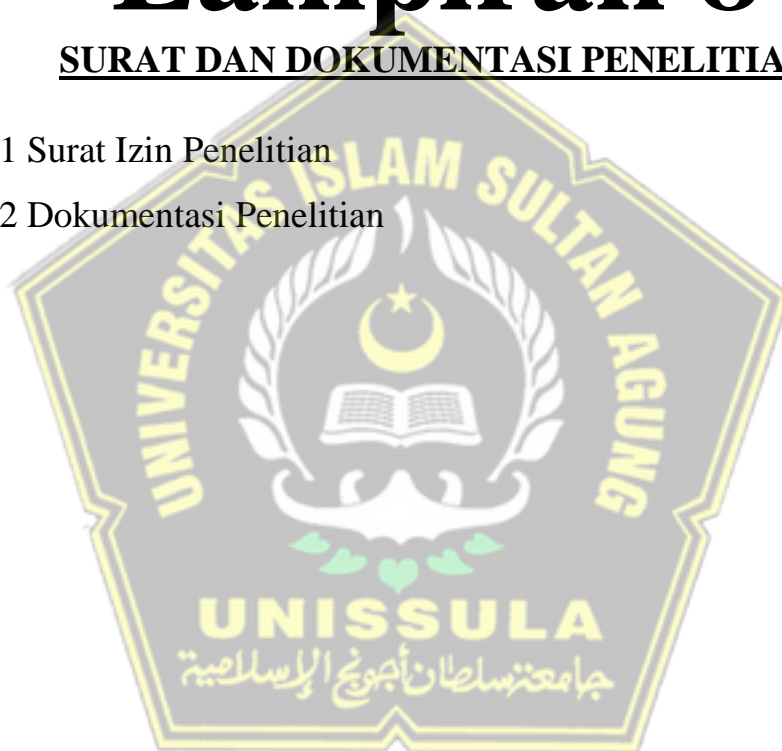 Lampiran
SURAT DAN DOKUMENTASI PENELITIA
1 Surat Izin Penelitian
2 Dokumentasi Penelitian
UNIVERSITAS ISLAM SULTAN AGUNG
UNISSULA
جامعة سلطان أجونج الإسلامية